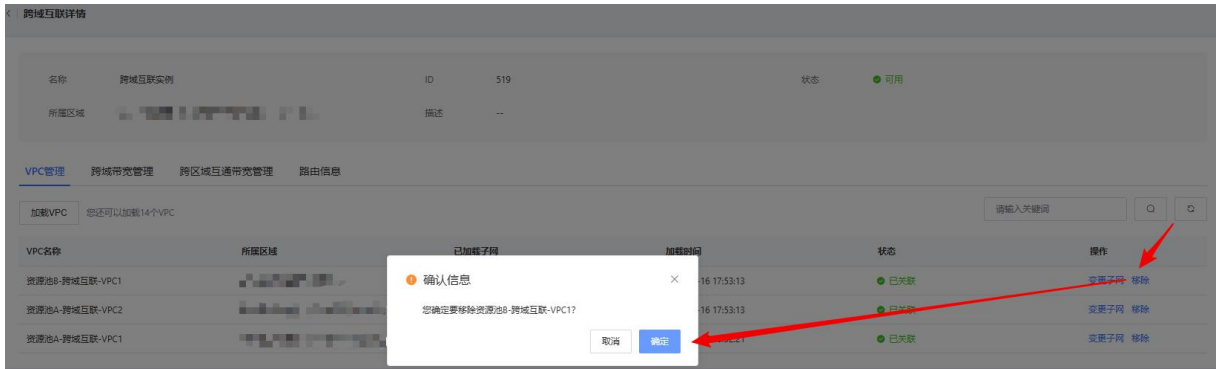 跨域互联详情
名称 跨域互联实例 ID 519 状态 可用
所属区域 描述 --
VPC管理 跨域带宽管理 跨区域互通带宽管理 路由信息
加载VPC 您还可以加载14个VPC 请输入关键词
VPC名称 所属区域 已加载子网 加载时间 状态 操作
资源池B-跨域互联-VPC1 -16 17:53:13 已关联 变更子网 移除
资源池A-跨域互联-VPC2 -16 17:53:13 已关联 变更子网 移除
资源池A-跨域互联-VPC1 已关联 变更子网 移除
确认信息
您确定要移除资源池B-跨域互联-VPC1?
取消 确定